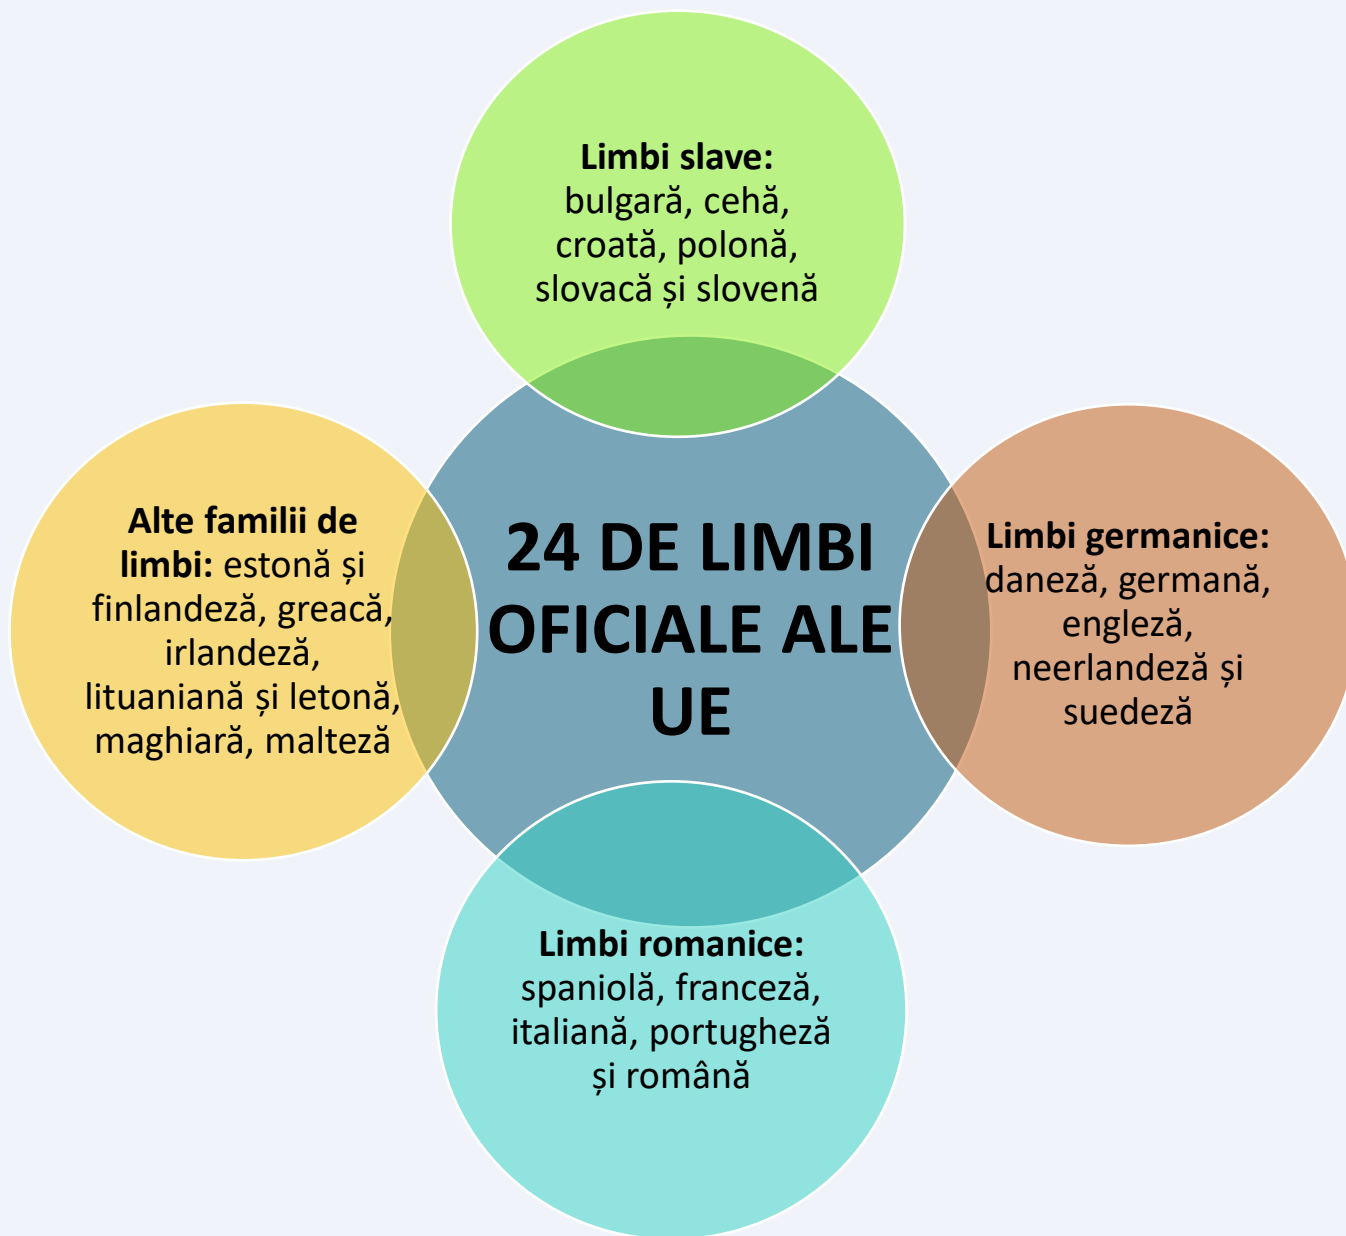 Limbi slave:
bulgară, cehă,
croată, polonă,
slovacă și slovenă
Alte familii de
limbi: estonă și
finlandeză, greacă,
irlandeză,
lituaniană și letonă,
maghiară, malteză
24 DE LIMBI
OFICIALE ALE
UE
Limbi germanice:
daneză, germană,
engleză,
neerlandeză și
suedeză
Limbi romanice:
spaniolă, franceză,
italiană, portugheză
și română